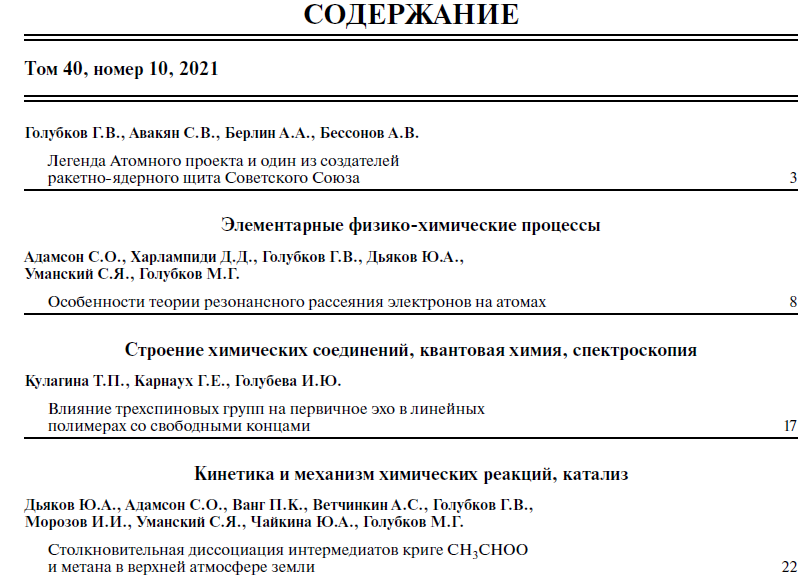 СОДЕРЖАНИЕ
Том 40, номер 10, 2021
Голубков Г.В., Авакян С.В., Берлин А.А., Бессонов А.В.
Легенда Атомного проекта и один из создателей
ракетно-ядерного щита Советского Союза 3
Элементарные физико-химические процессы
Адамсон С.О., Харлампиди Д.Д., Голубков Г.В., Дьяков Ю.А.,
Уманский С.Я., Голубков М.Г.
Особенности теории резонансного рассеяния электронов на атомах 8
Строение химических соединений, квантовая химия, спектроскопия
Кулагина Т.П., Карнаух Г.Е., Голубева И.Ю.
Влияние трехспиновых групп на первичное эхо в линейных
полимерах со свободными концами 17
Кинетика и механизм химических реакций, катализ
Дьяков Ю.А., Адамсон С.О., Ванг П.К., Ветчинкин А.С., Голубков Г.В.,
Морозов И.И., Уманский С.Я., Чайкина Ю.А., Голубков М.Г.
Столкновительная диссоциация интермедиатов криге CH₃CHOO
и метана в верхней атмосфере земли 22